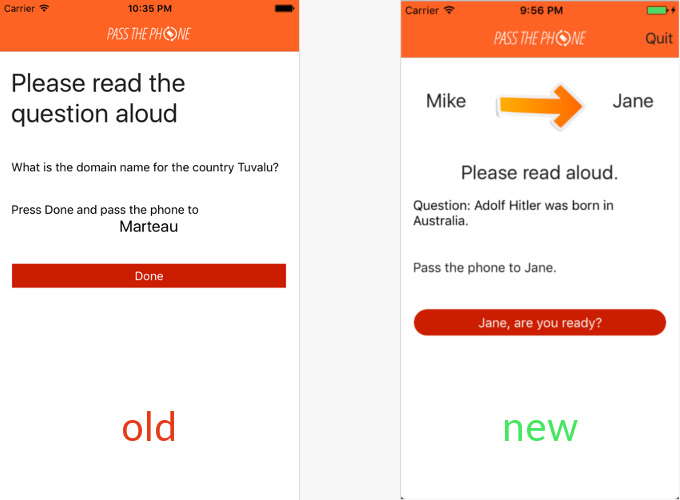 Carrier 10:35 PM
PASS THE PHONE
Please read the
question aloud
What is the domain name for the country Tuvalu?
Press Done and pass the phone to
Marteau
Done
old
Carrier 9:56 PM
PASS THE PHONE Quit
Mike Jane
Please read aloud.
Question: Adolf Hitler was born in
Australia.
Pass the phone to Jane.
Jane, are you ready?
new